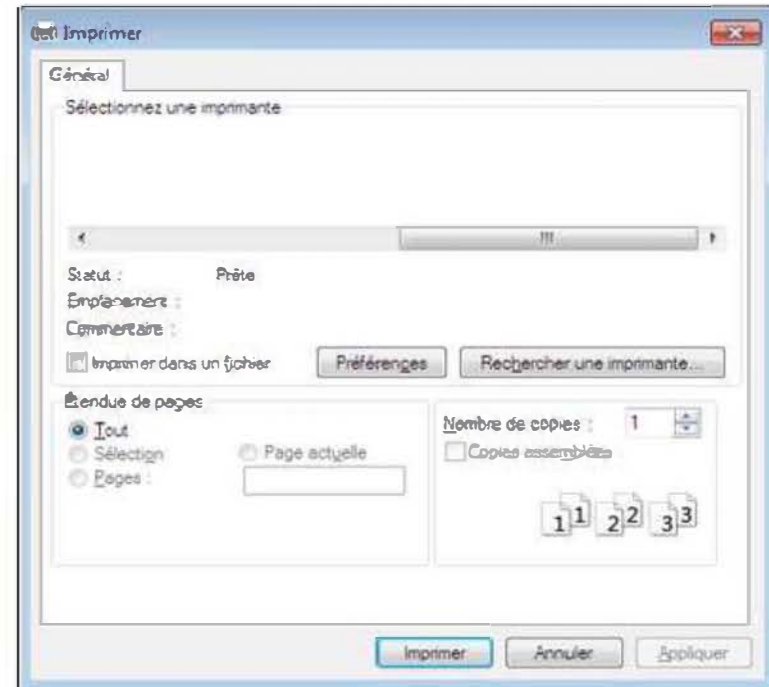 Imprimer
Général
Sélectionnez une imprimante
Statut : Prête
Emplacement :
Commentaire :
Imprimer dans un fichier
Préférences
Rechercher une imprimante...
Étendue de pages
Tout
Sélection
Page actuelle
Pages :
Nombre de copies : 1
Copies assemblées
1 1 2 2 3 3
Imprimer
Annuler
Appliquer